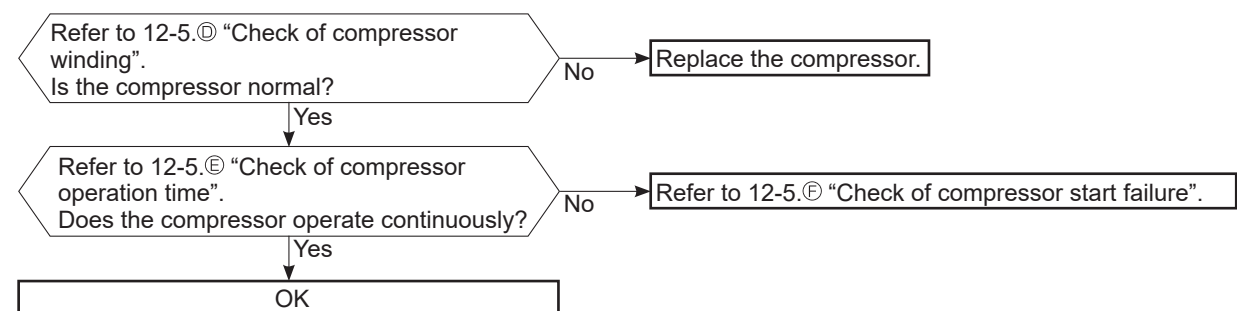 Refer to 12-5.Ⓓ “Check of compressor
winding”.
Is the compressor normal?
No
Replace the compressor.
Yes
Refer to 12-5.Ⓔ “Check of compressor
operation time”.
Does the compressor operate continuously?
No
Refer to 12-5.Ⓕ “Check of compressor start failure”.
Yes
OK